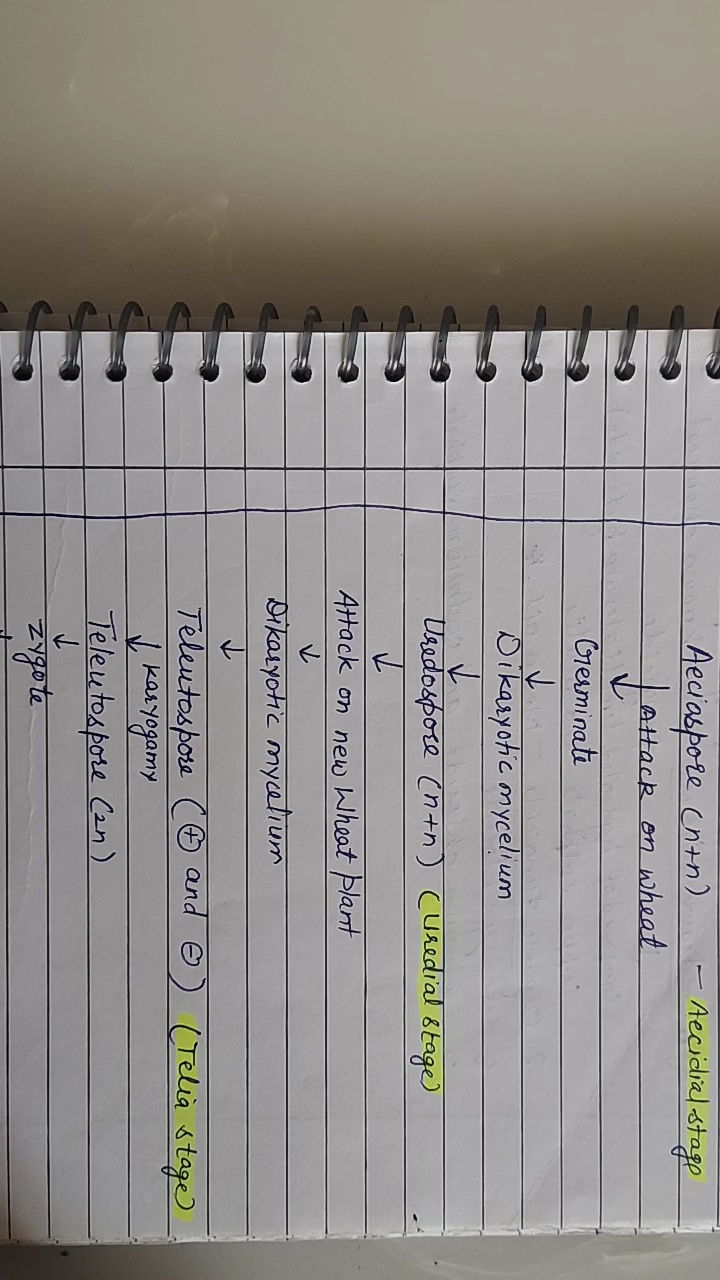 Aeciaspore (n+n) - Aecidial stage
↓ Attack on wheat
Germinate
↓
Dikaryotic mycelium
↓
Uredospore (n+n) (Uredial stage)
↓
Attack on new wheat plant
↓
Dikaryotic mycelium
↓
Teleutospore (⊕ and ⊖) (Telia stage)
↓ karyogamy
Teleutospore (2n)
↓
zygote
↓